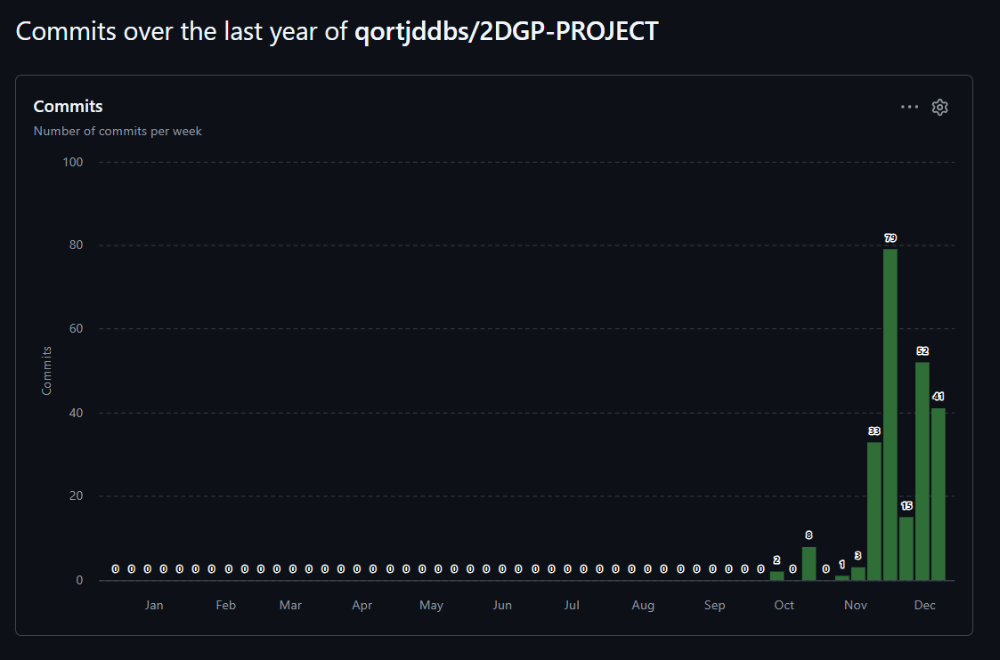 Commits over the last year of qortjddbs/2DGP-PROJECT
Commits
Number of commits per week
100
80
60
40
20
0
Commits
0 0 0 0 0 0 0 0 0 0 0 0 0 0 0 0 0 0 0 0 0 0 0 0 0 0 0 0 0 0 0 0 0 0 0 0 0 0 0 0 0 2 0 8 0 1 3 33 79 15 52 41
Jan Feb Mar Apr May Jun Jul Aug Sep Oct Nov Dec